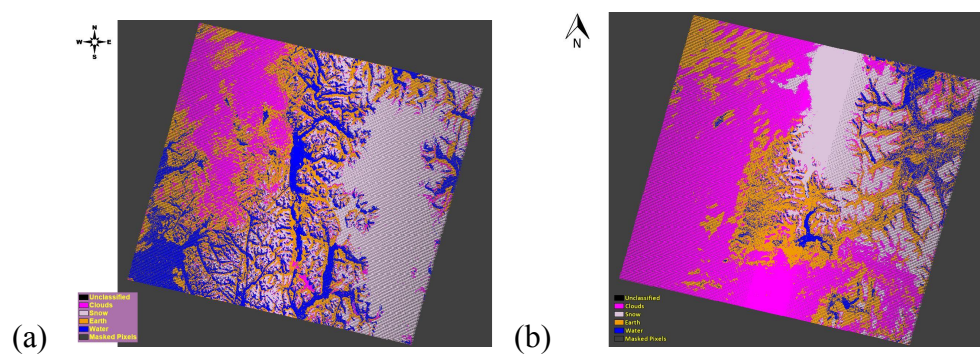 N
W E
S
Unclassified
Clouds
Snow
Earth
Water
Masked Pixels
(a)
N
Unclassified
Clouds
Snow
Earth
Water
Masked Pixels
(b)